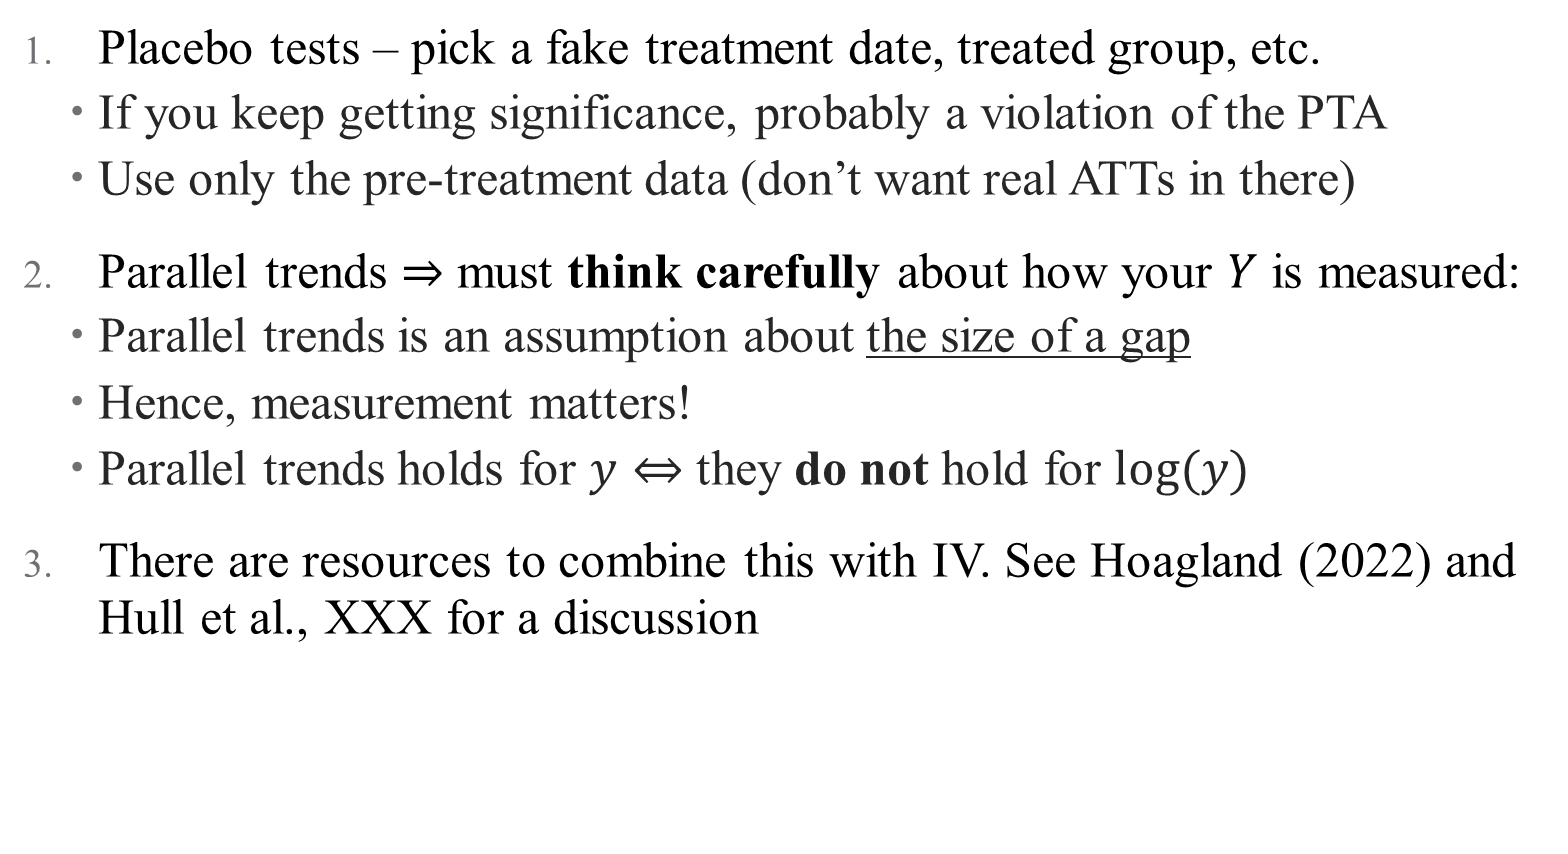 1. Placebo tests – pick a fake treatment date, treated group, etc.
• If you keep getting significance, probably a violation of the PTA
• Use only the pre-treatment data (don’t want real ATTs in there)
2. Parallel trends ⇒ must think carefully about how your Y is measured:
• Parallel trends is an assumption about the size of a gap
• Hence, measurement matters!
• Parallel trends holds for y ⇔ they do not hold for log(y)
3. There are resources to combine this with IV. See Hoagland (2022) and
Hull et al., XXX for a discussion